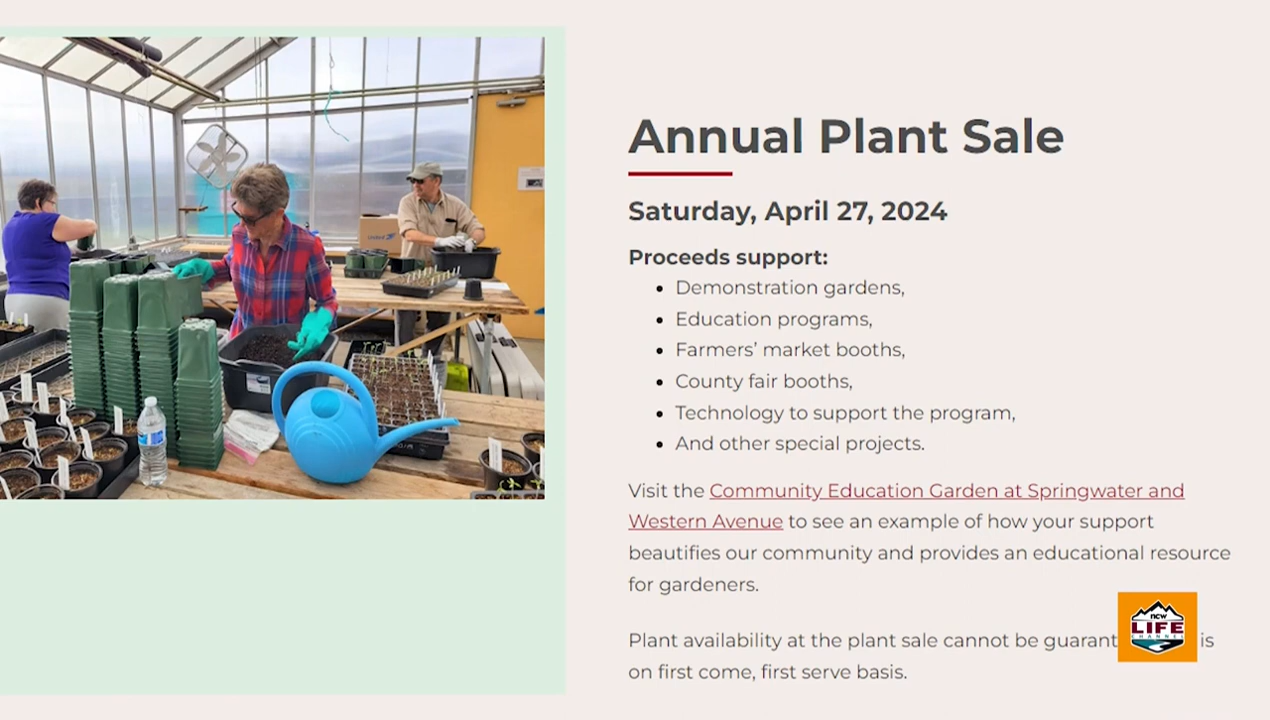 Annual Plant Sale
Saturday, April 27, 2024
Proceeds support:
Demonstration gardens,
Education programs,
Farmers’ market booths,
County fair booths,
Technology to support the program,
And other special projects.
Visit the Community Education Garden at Springwater and
Western Avenue to see an example of how your support
beautifies our community and provides an educational resource
for gardeners.
ncw
LIFE
CHANNEL
Plant availability at the plant sale cannot be guarant is
on first come, first serve basis.